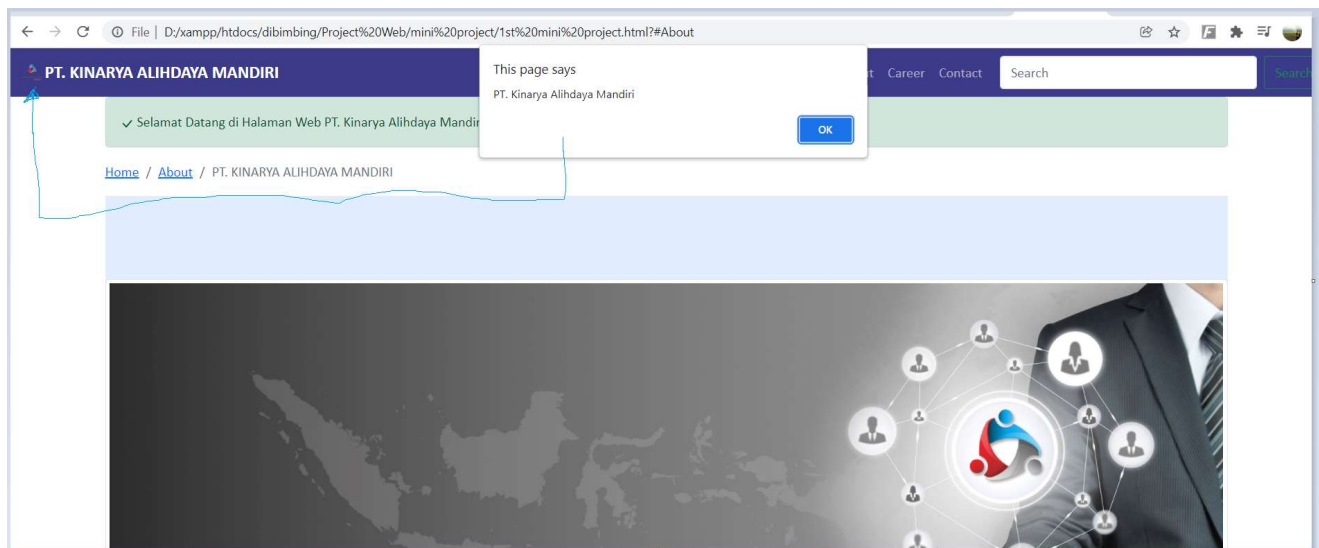 File | D:/xampp/htdocs/dibimbing/Project%20Web/mini%20project/1st%20mini%20project.html?#About
PT. KINARYA ALIHDAYA MANDIRI
This page says
PT. Kinarya Alihdaya Mandiri
OK
Career Contact Search Search
Selamat Datang di Halaman Web PT. Kinarya Alihdaya
Home / About / PT. KINARYA ALIHDAYA MANDIRI